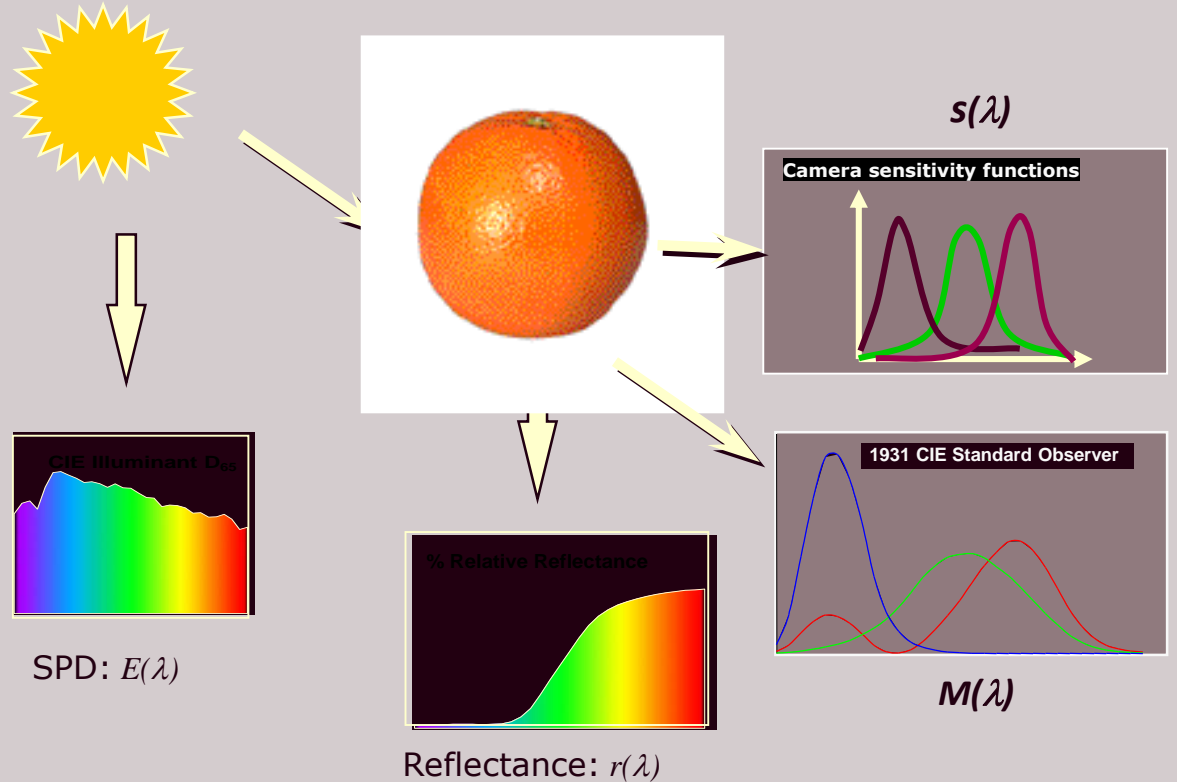 s(λ)
Camera sensitivity functions
CIE Illuminant D₆₅
1931 CIE Standard Observer
% Relative Reflectance
SPD: E(λ)
M(λ)
Reflectance: r(λ)